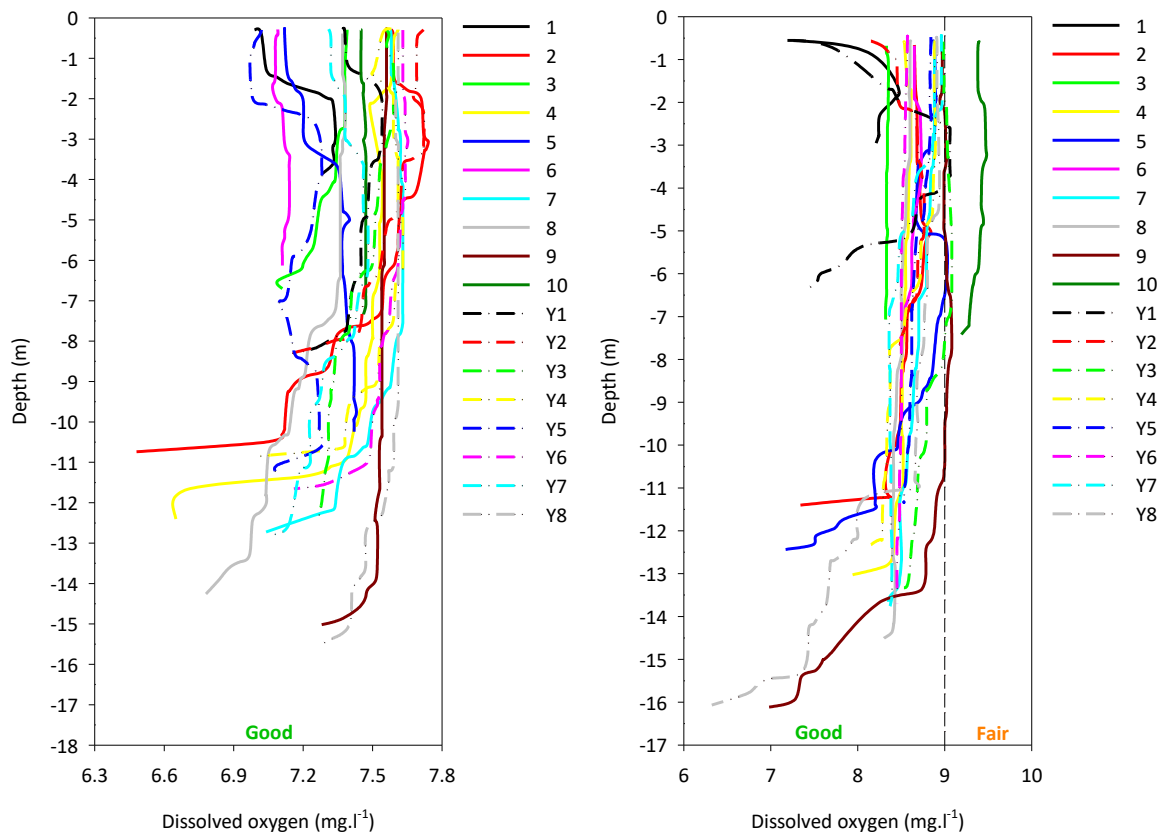 0
-1
-2
-3
-4
-5
-6
-7
-8
-9
-10
-11
-12
-13
-14
-15
-16
-17
-18
Depth (m)
Good
6.3 6.6 6.9 7.2 7.5 7.8
Dissolved oxygen (mg.l⁻¹)
1
2
3
4
5
6
7
8
9
10
Y1
Y2
Y3
Y4
Y5
Y6
Y7
Y8
0
-1
-2
-3
-4
-5
-6
-7
-8
-9
-10
-11
-12
-13
-14
-15
-16
-17
Depth (m)
Good
Fair
6 7 8 9 10
Dissolved oxygen (mg.l⁻¹)
1
2
3
4
5
6
7
8
9
10
Y1
Y2
Y3
Y4
Y5
Y6
Y7
Y8